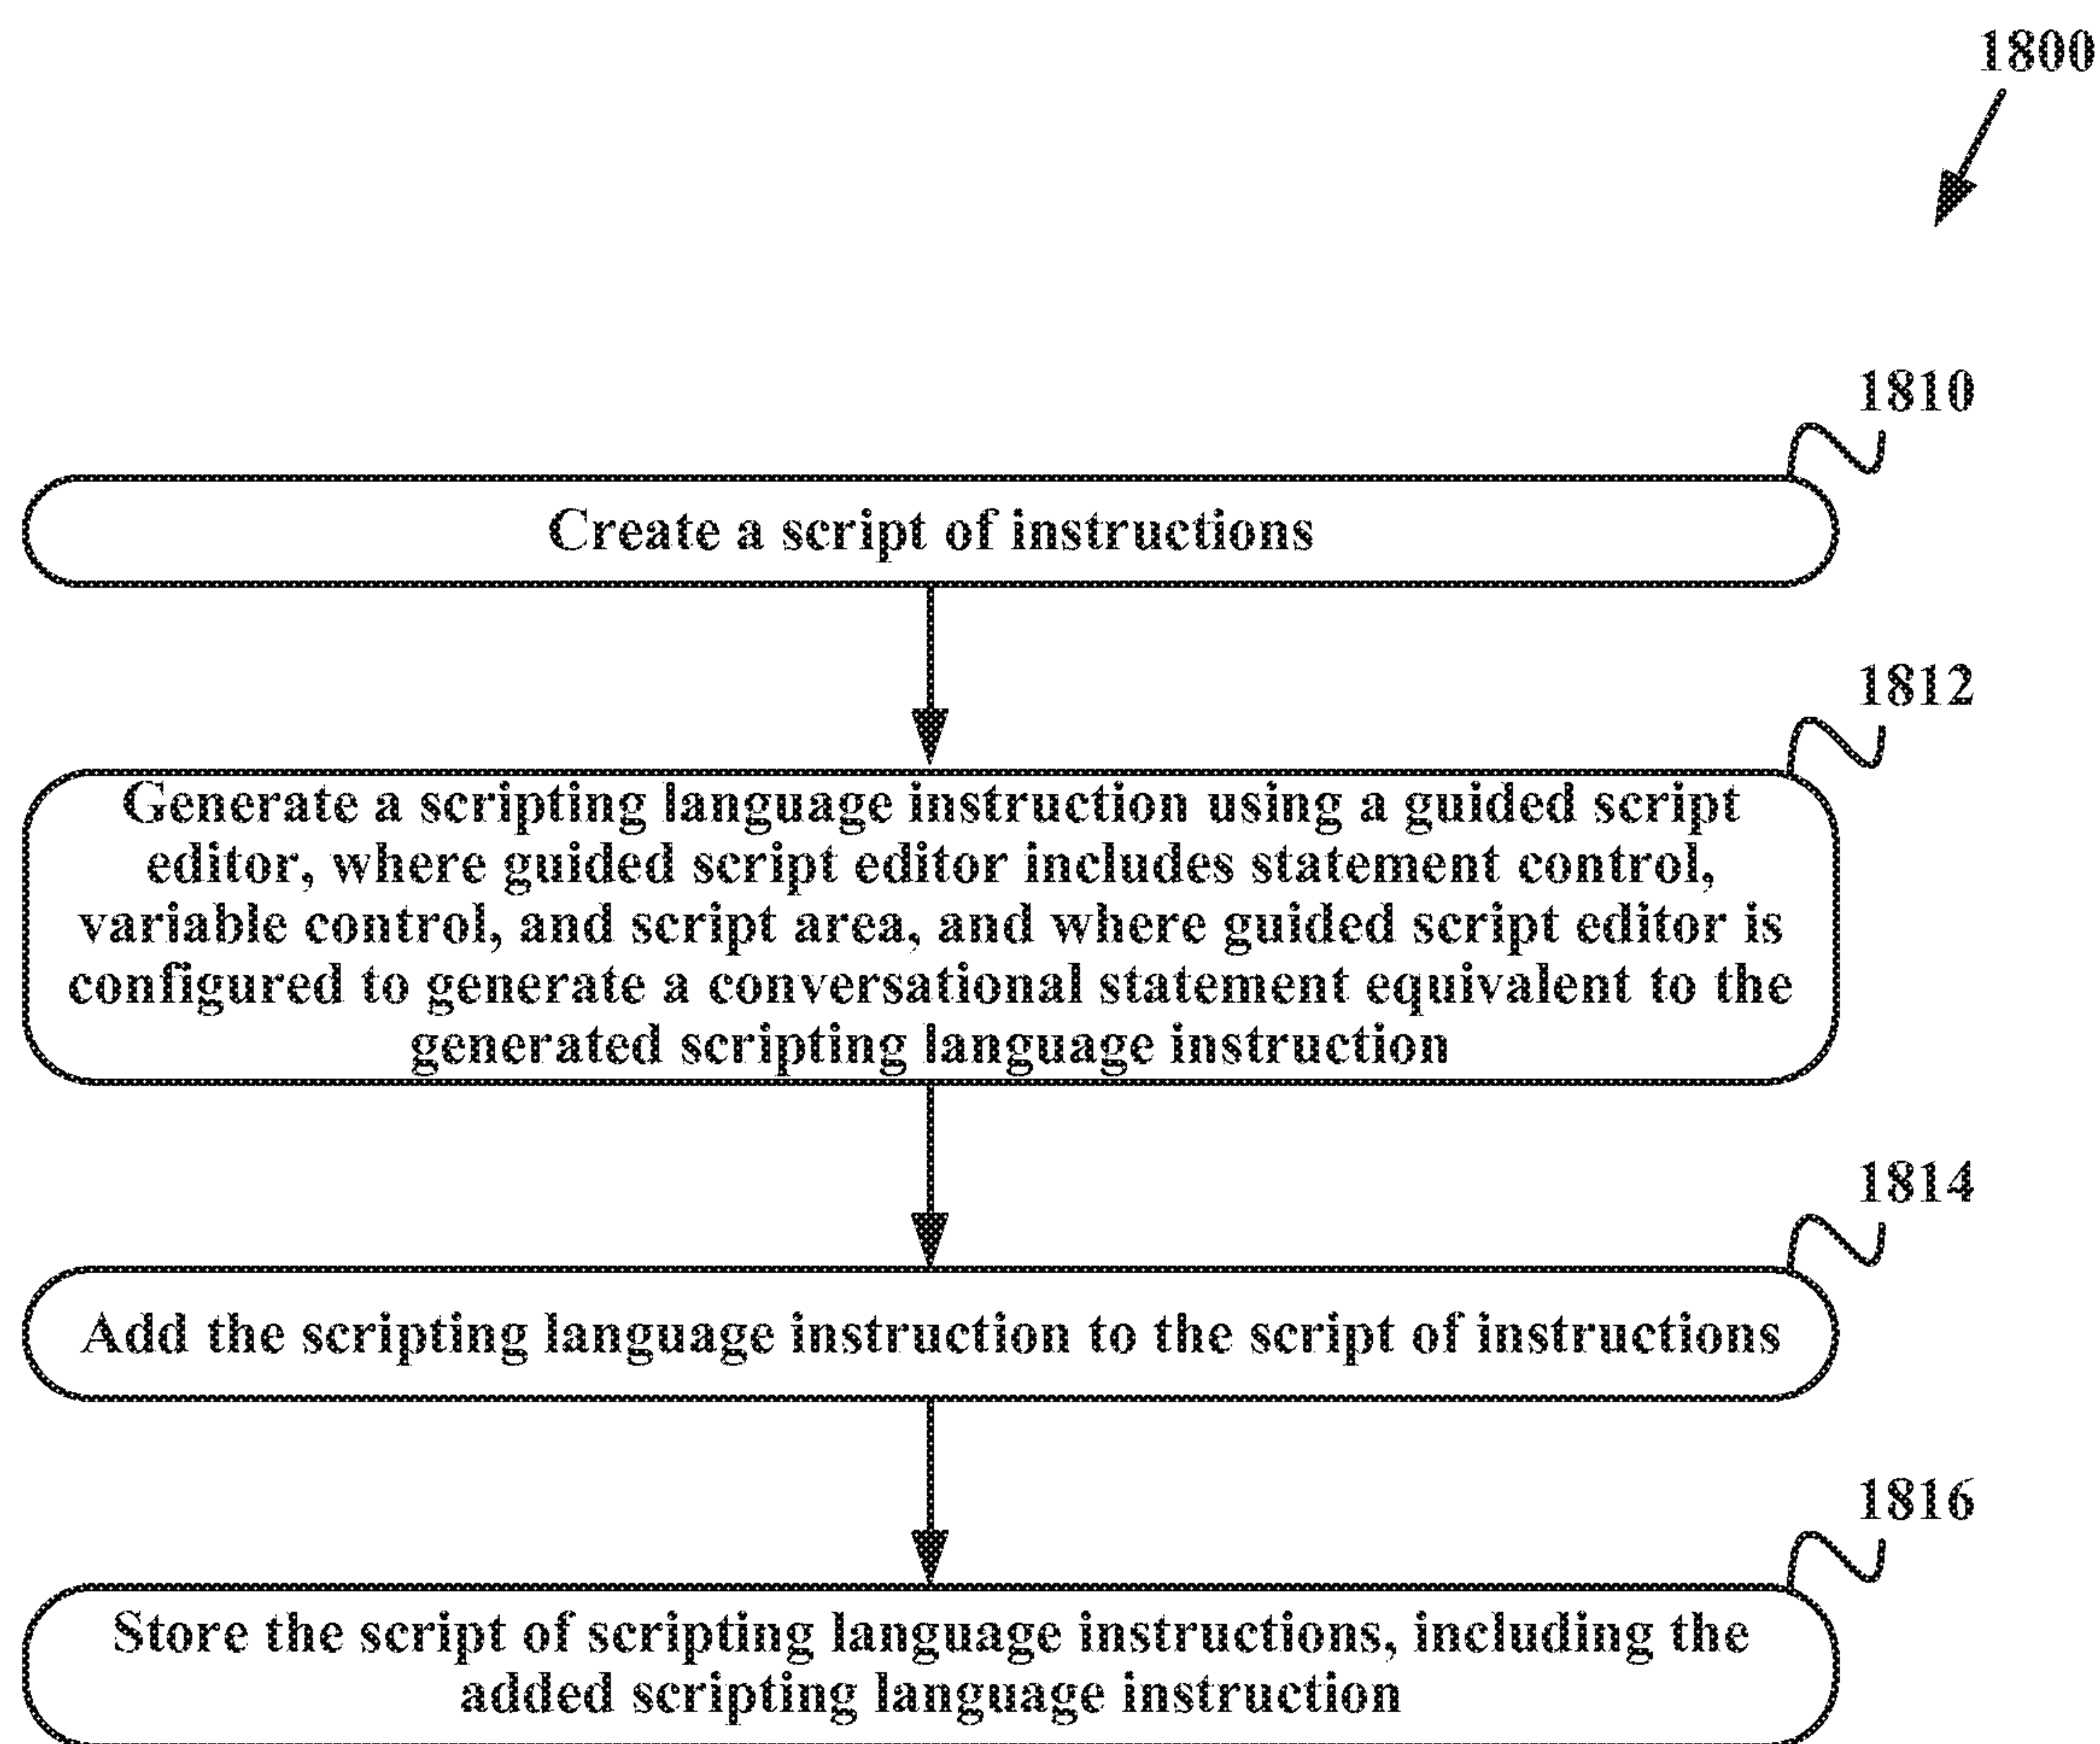 1800
1810
Create a script of instructions
1812
Generate a scripting language instruction using a guided script
editor, where guided script editor includes statement control,
variable control, and script area, and where guided script editor is
configured to generate a conversational statement equivalent to the
generated scripting language instruction
1814
Add the scripting language instruction to the script of instructions
1816
Store the script of scripting language instructions, including the
added scripting language instruction